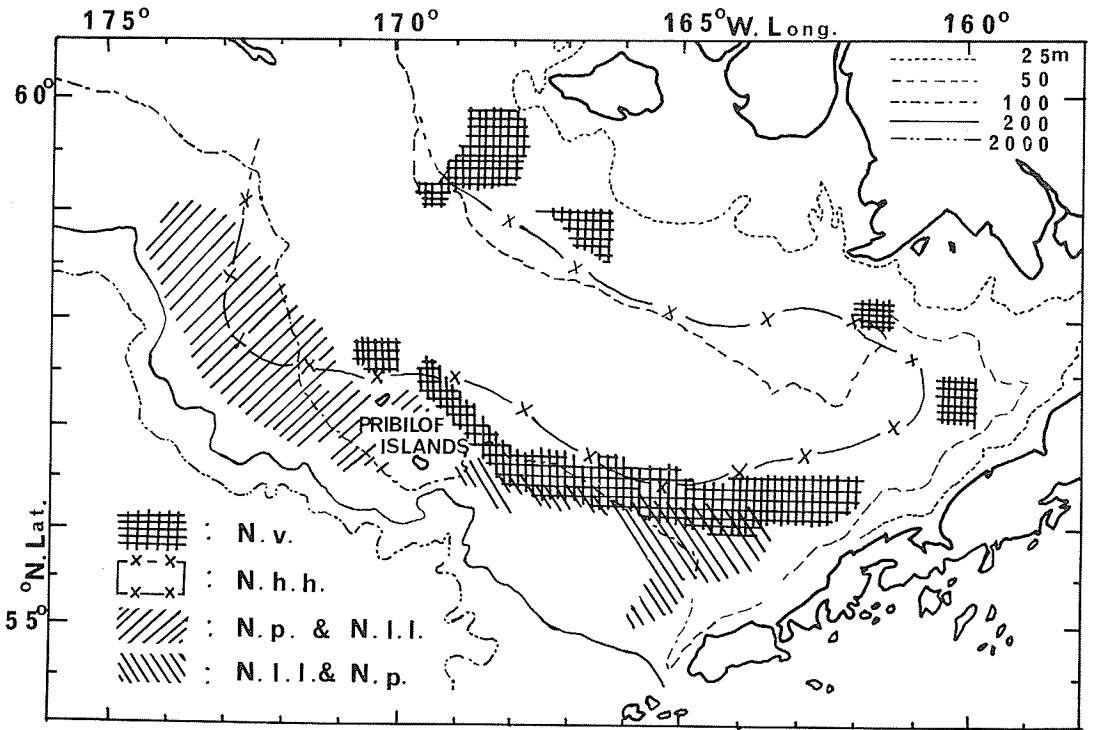 175° 170° 165° W. Long. 160°
25m
60° 50
100
200
2000
PRIBILOF
ISLANDS
: N. v.
: N. h. h.
: N. p. & N. l. l.
: N. l. l. & N. p.
55° N. Lat.